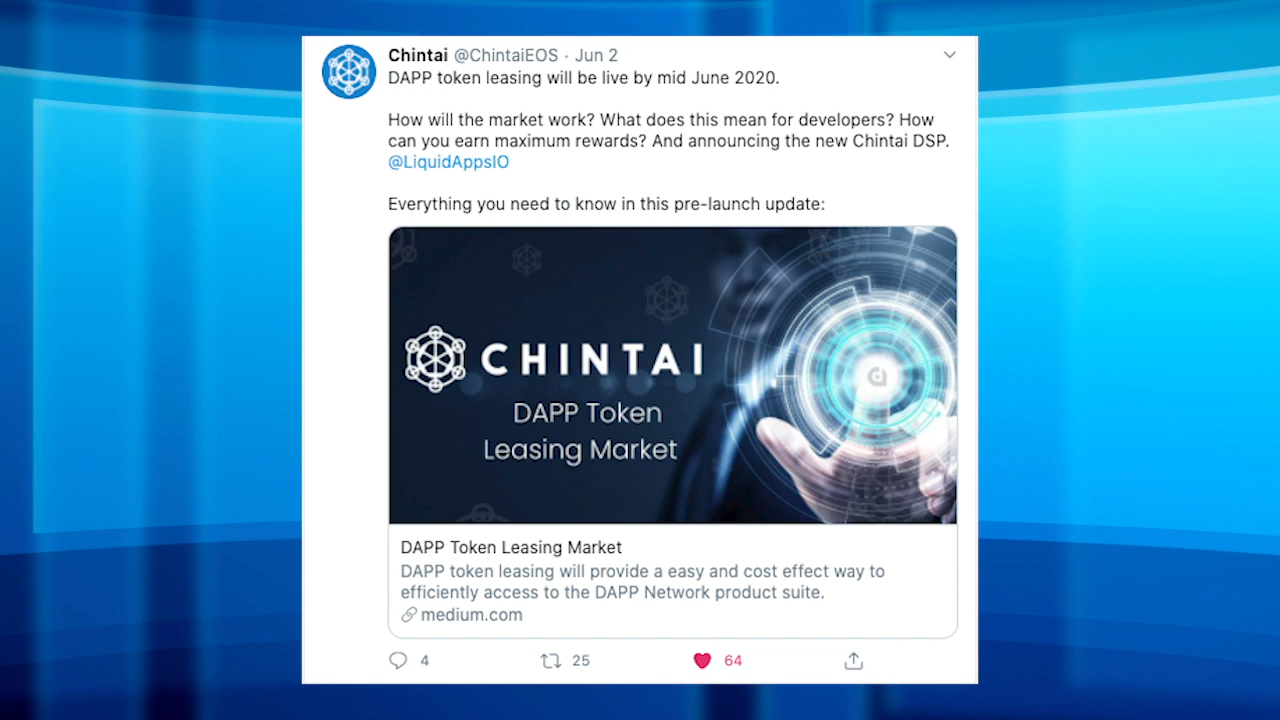 Chintai @ChintaiEOS · Jun 2
DAPP token leasing will be live by mid June 2020.
How will the market work? What does this mean for developers? How
can you earn maximum rewards? And announcing the new Chintai DSP.
@LiquidAppsIO
Everything you need to know in this pre-launch update:
CHINTAI
DAPP Token
Leasing Market
DAPP Token Leasing Market
DAPP token leasing will provide a easy and cost effect way to
efficiently access to the DAPP Network product suite.
medium.com
4 25 64